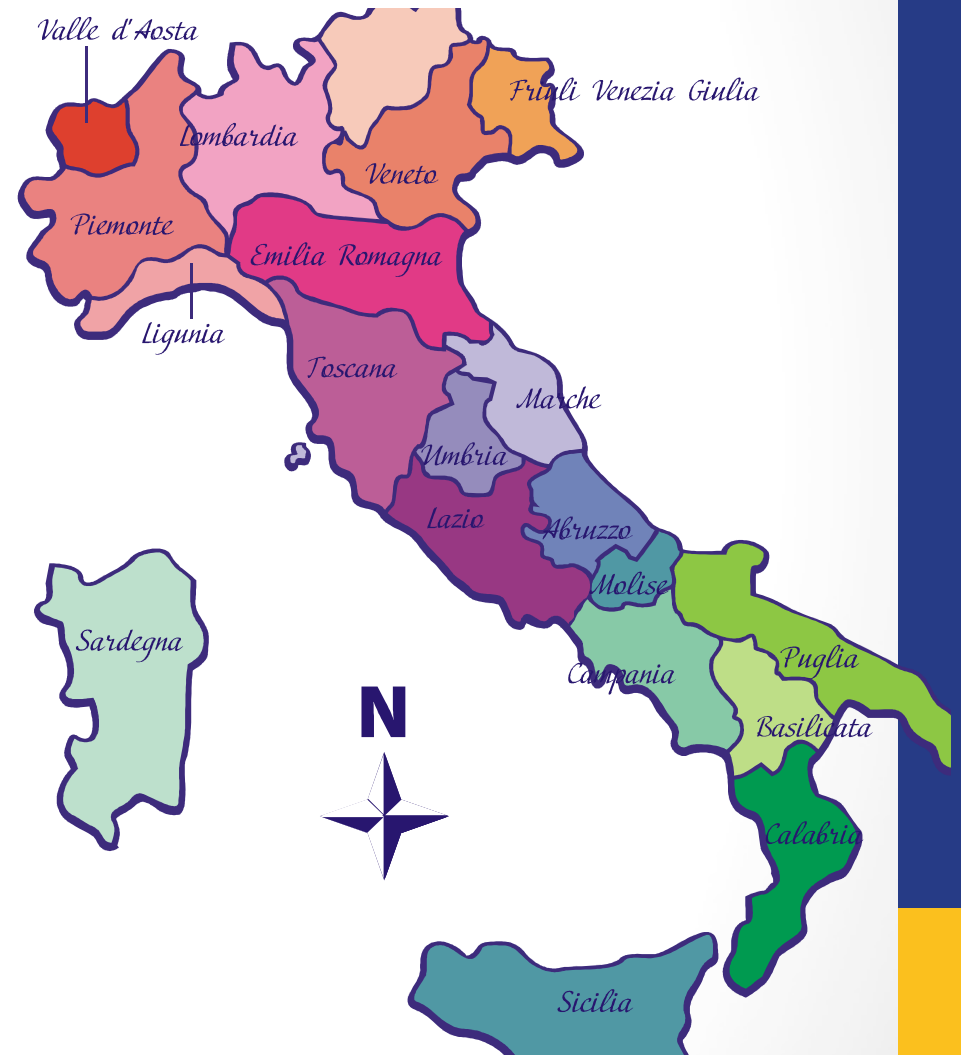 Valle d'Aosta
Friuli Venezia Giulia
Lombardia
Veneto
Piemonte
Emilia Romagna
Ligunia
Toscana
Marche
Umbria
Lazio
Abruzzo
Molise
Sardegna
Puglia
Campania
N
Basilicata
Calabria
Sicilia